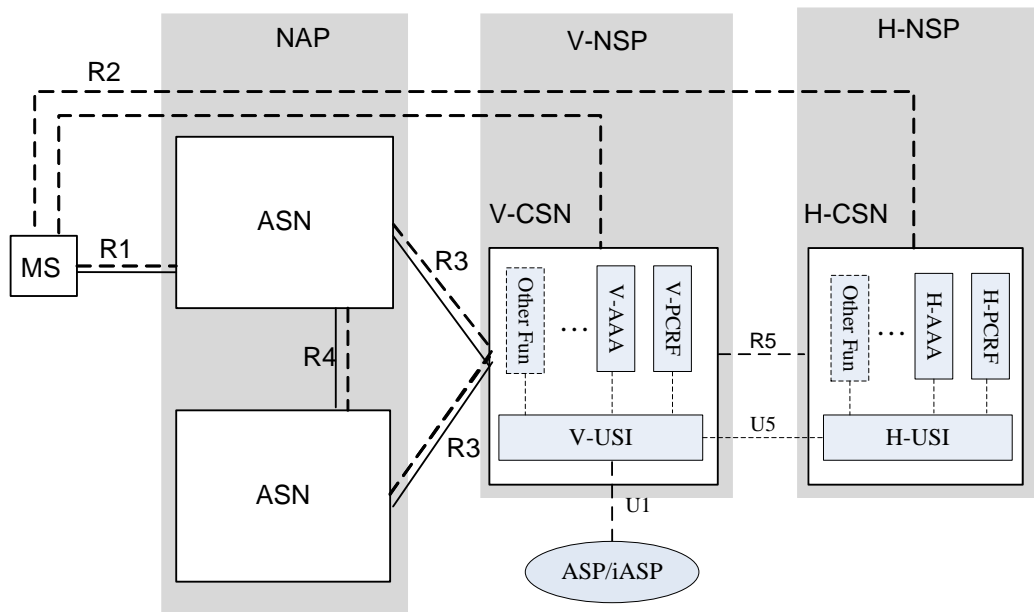 NAP
V-NSP
H-NSP
R2
ASN
V-CSN
H-CSN
MS
R1
R3
Other Fun
...
V-AAA
V-PCRF
R5
Other Fun
...
H-AAA
H-PCRF
R4
V-USI
U5
H-USI
R3
ASN
U1
ASP/iASP